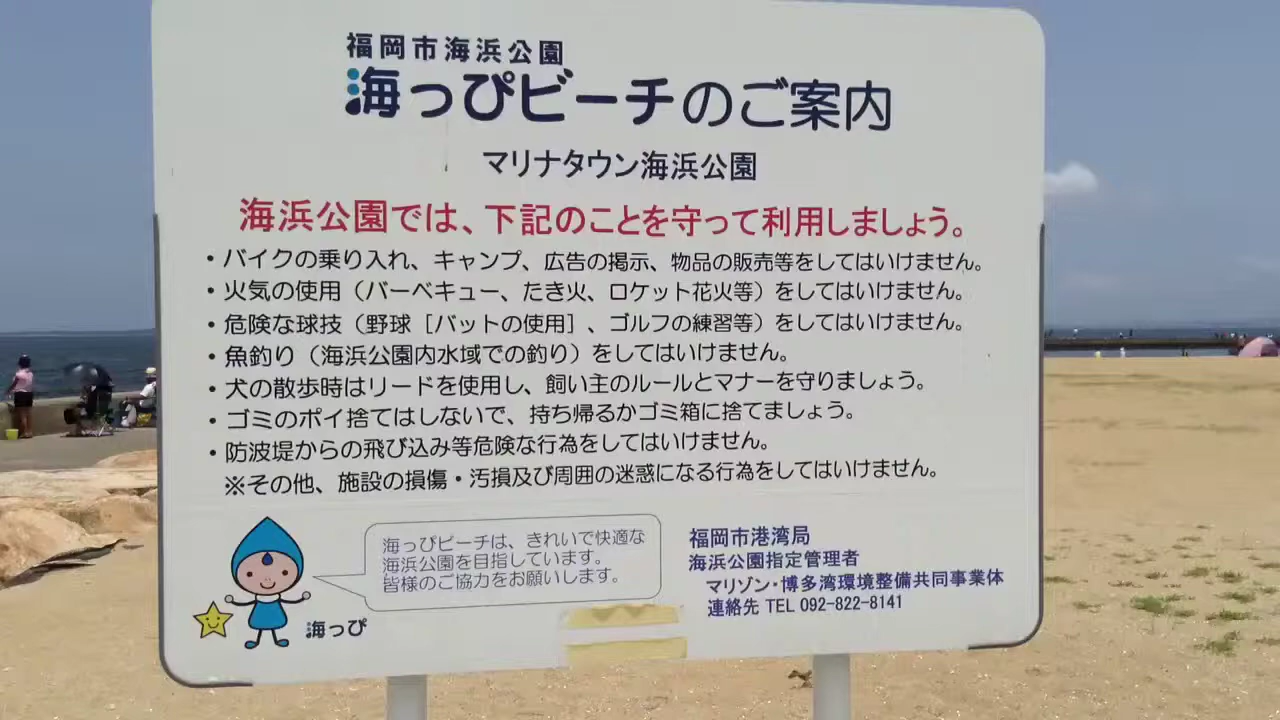 福岡市海浜公園
海っぴビーチのご案内
マリナタウン海浜公園
海浜公園では、下記のことを守って利用しましょう。
・バイクの乗り入れ、キャンプ、広告の掲示、物品の販売等をしてはいけません。
・火気の使用（バーベキュー、たき火、ロケット花火等）をしてはいけません。
・危険な球技（野球［バットの使用］、ゴルフの練習等）をしてはいけません。
・魚釣り（海浜公園内水域での釣り）をしてはいけません。
・犬の散歩時はリードを使用し、飼い主のルールとマナーを守りましょう。
・ゴミのポイ捨てはしないで、持ち帰るかゴミ箱に捨てましょう。
・防波堤からの飛び込み等危険な行為をしてはいけません。
※その他、施設の損傷・汚損及び周囲の迷惑になる行為をしてはいけません。
海っぴビーチは、きれいで快適な
海浜公園を目指しています。
皆様のご協力をお願いします。
海っぴ
福岡市港湾局
海浜公園指定管理者
マリゾン・博多湾環境整備共同事業体
連絡先 TEL 092-822-8141